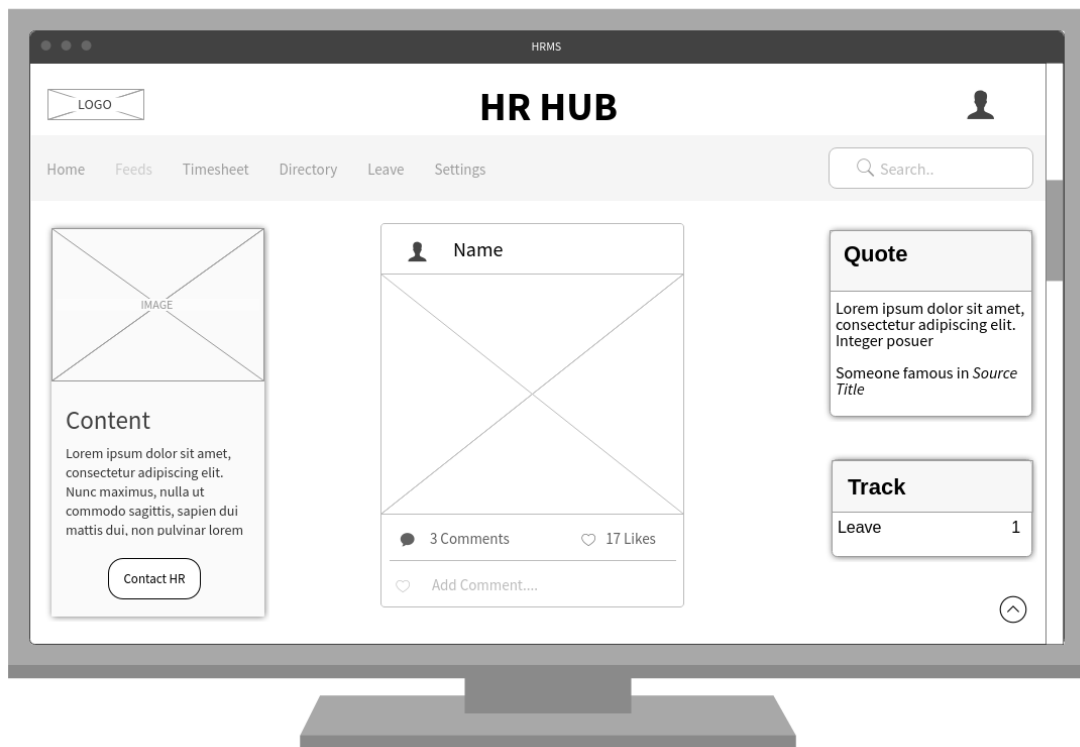 HRMS
LOGO
HR HUB
Home Feeds Timesheet Directory Leave Settings
Search..
IMAGE
Content
Lorem ipsum dolor sit amet,
consectetur adipiscing elit.
Nunc maximus, nulla ut
commodo sagittis, sapien dui
mattis dui, non pulvinar lorem
Contact HR
Name
3 Comments
17 Likes
Add Comment....
Quote
Lorem ipsum dolor sit amet,
consectetur adipiscing elit.
Integer posuer
Someone famous in Source
Title
Track
Leave 1